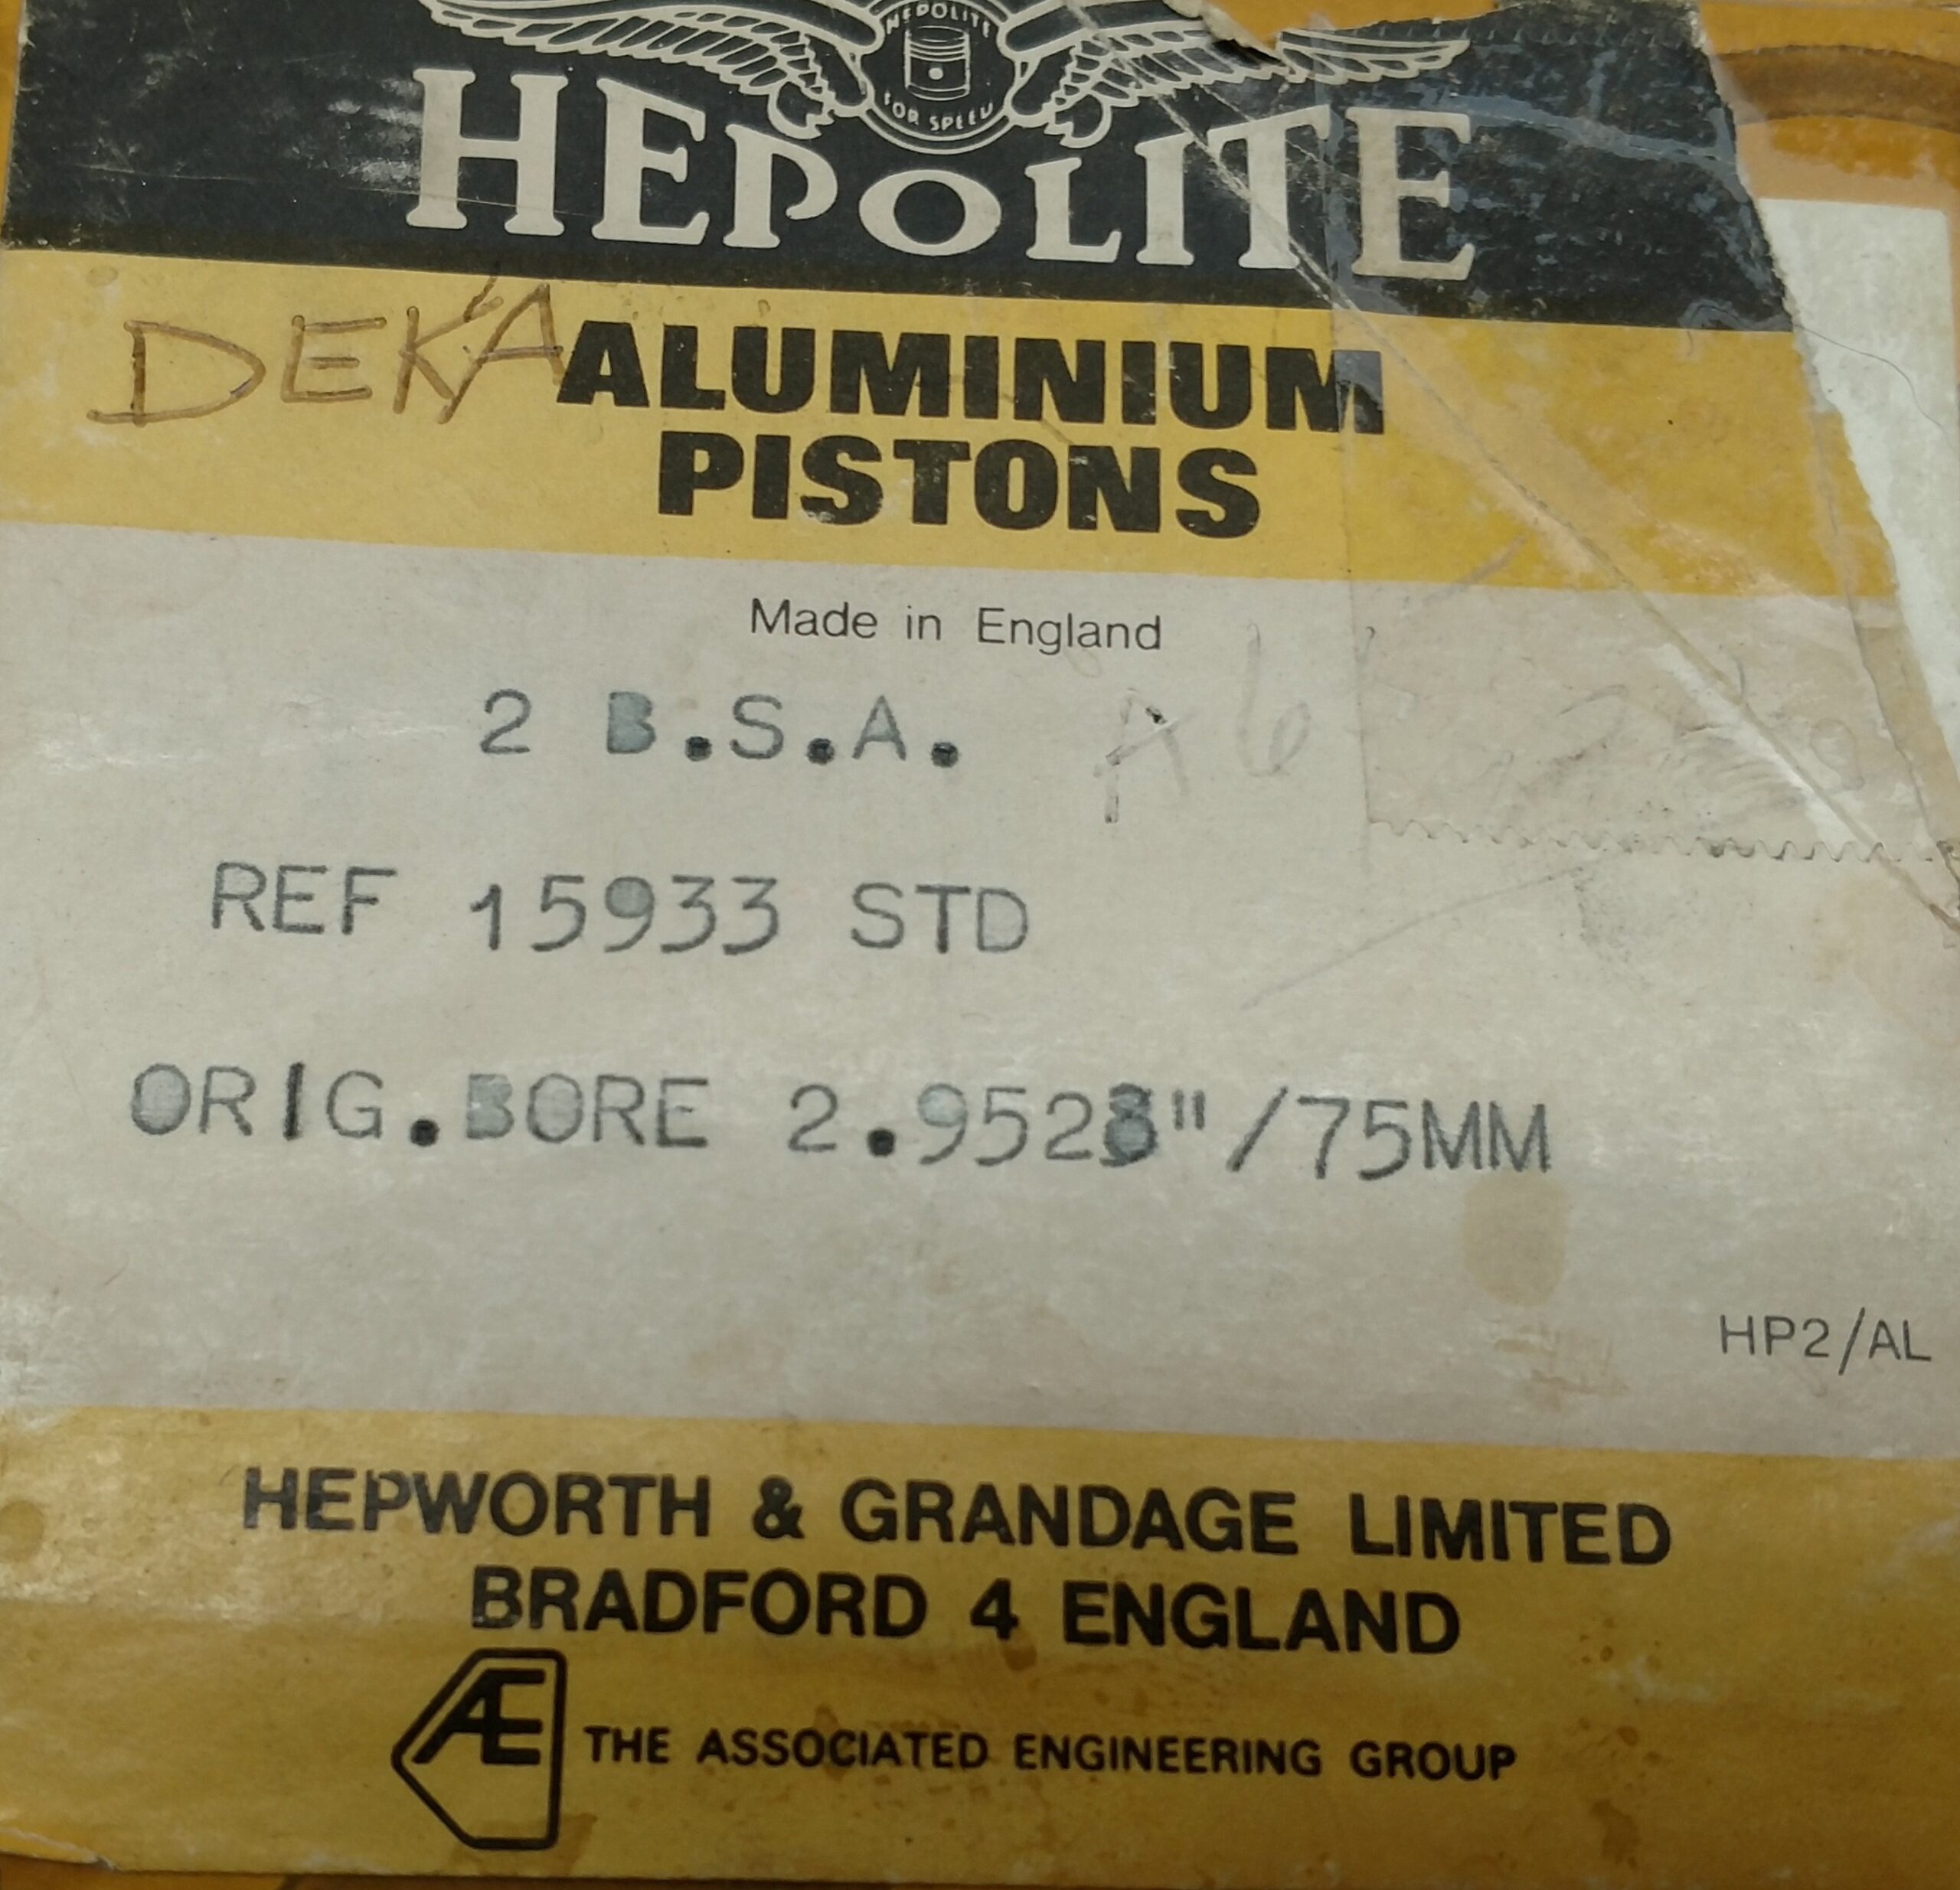 HEPOLITE
FOR SPEED
HEPOLITE
DEKA
ALUMINIUM
PISTONS
Made in England
2 B.S.A. A6
REF 15933 STD
ORIG.BORE 2.9528"/75MM
HP2/AL
HEPWORTH & GRANDAGE LIMITED
BRADFORD 4 ENGLAND
Æ THE ASSOCIATED ENGINEERING GROUP